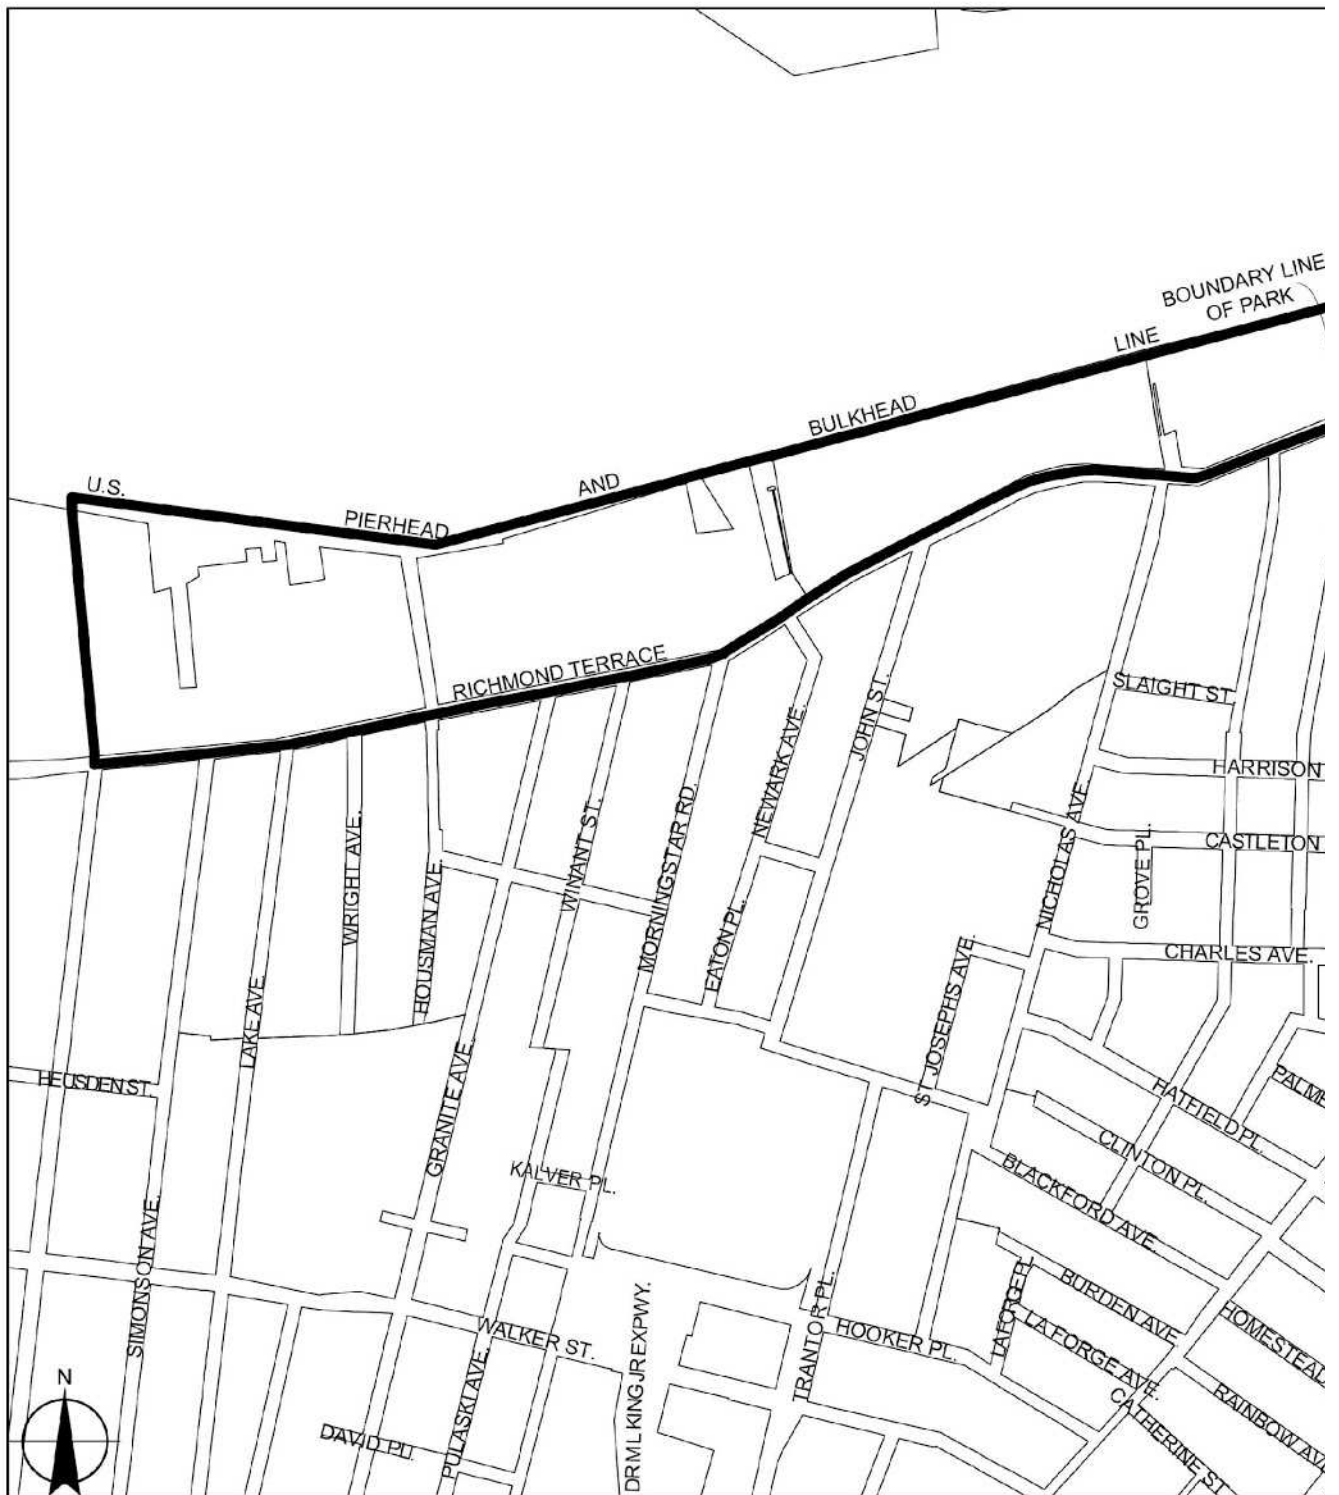 BOUNDARY LINE
OF PARK
LINE
BULKHEAD
AND
U.S.
PIERHEAD
RICHMOND TERRACE
SLAIGHT ST
JOHN ST.
NEWARK AVE.
HARRISON
MORNINGSTAR RD.
WINANT ST.
WRIGHT AVE.
HOUSMAN AVE.
NICHOLAS AVE.
GROVE PL.
CASTLETON
CHARLES AVE.
EATON PL.
ST JOSEPHS AVE.
LAKE AVE.
HEUSDEN ST.
GRANITE AVE.
HATFIELD PL.
CLINTON PL.
BLACKFORD AVE.
KALVER PL.
SIMONSON AVE.
BURDEN AVE
LAFORGE PL
LA FORGE AVE.
HOMESTEAD
RAINBOW AVE
CATHERINE ST
HOOKER PL.
TRANTOR PL.
WALKER ST.
DR M L KING JR EXPWY.
PULASKI AVE.
DAVID PL.
N